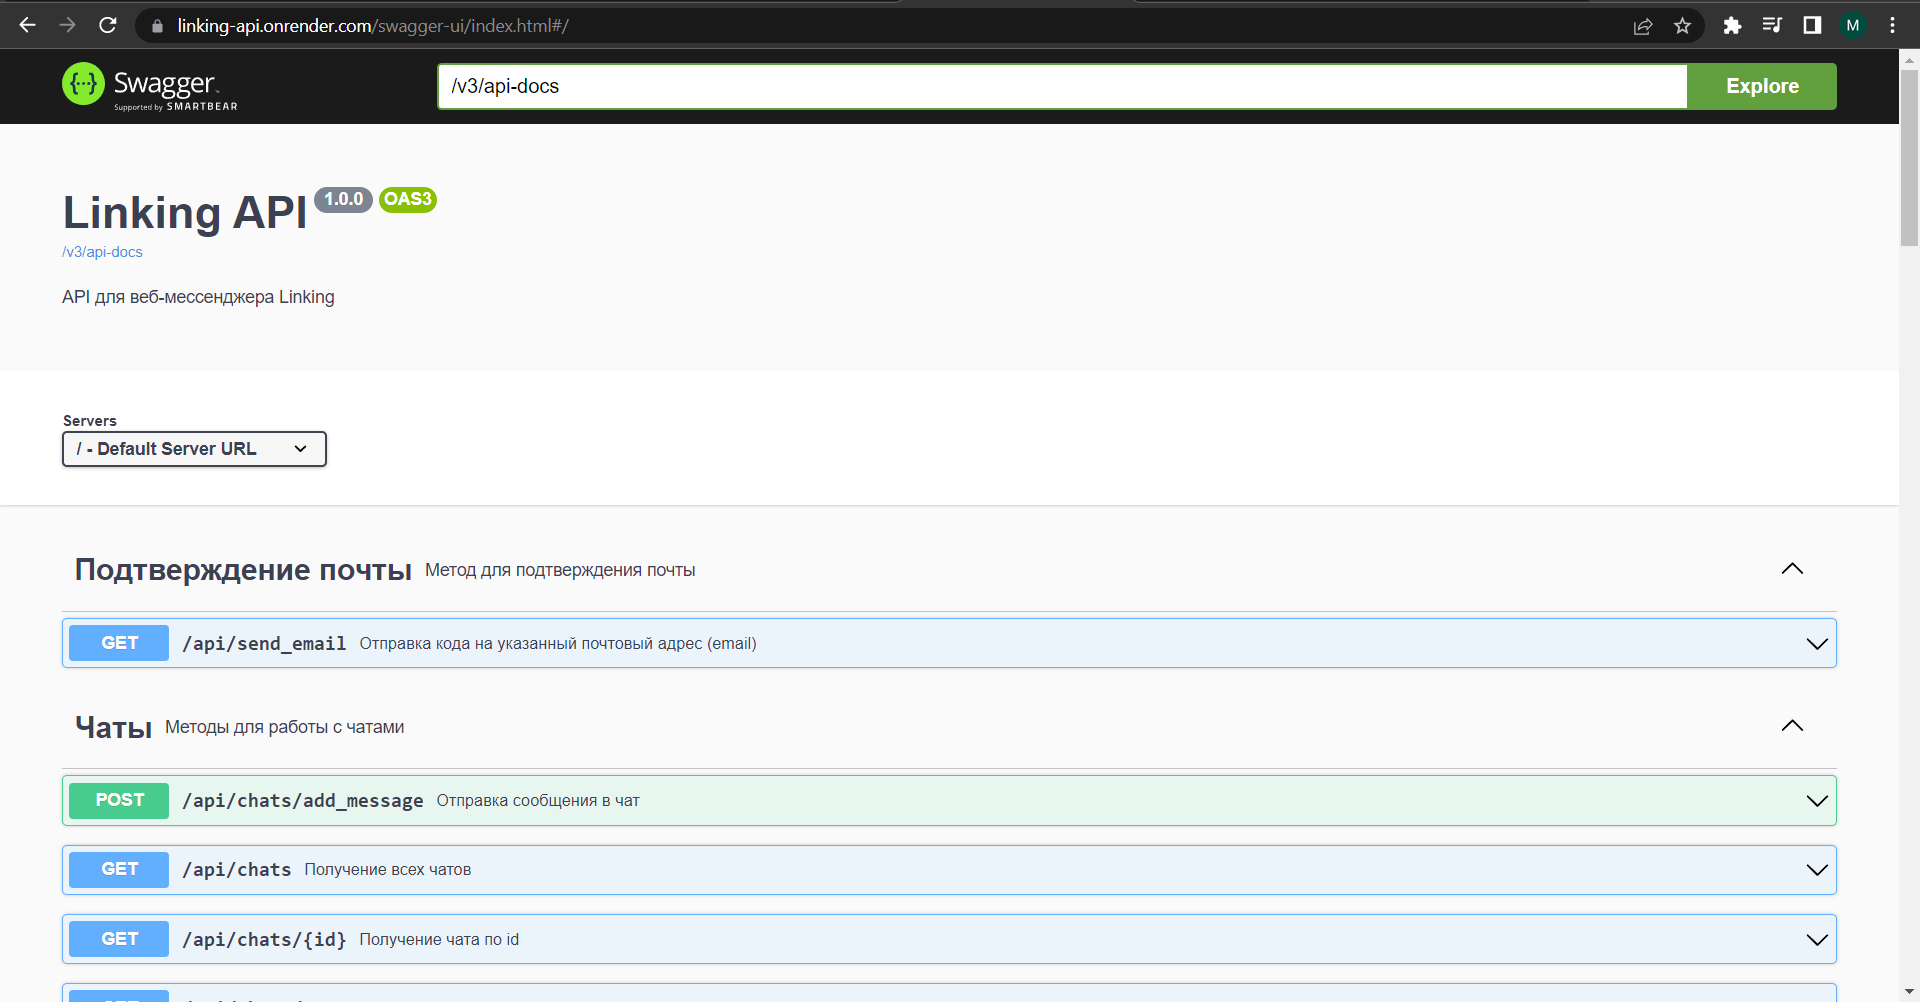 linking-api.onrender.com/swagger-ui/index.html#/
M
Swagger.
Supported by SMARTBEAR
/v3/api-docs
Explore
Linking API 1.0.0 OAS3
/v3/api-docs
API для веб-мессенджера Linking
Servers
/ - Default Server URL
Подтверждение почты Метод для подтверждения почты
GET /api/send_email Отправка кода на указанный почтовый адрес (email)
Чаты Методы для работы с чатами
POST /api/chats/add_message Отправка сообщения в чат
GET /api/chats Получение всех чатов
GET /api/chats/{id} Получение чата по id